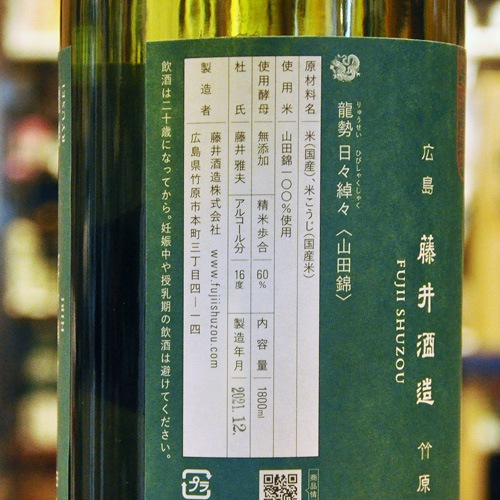 広島 藤井酒造 竹原
FUJII SHUZOU
りゅうせい ひびしゃくしゃく
龍勢 日々綽々〈山田錦〉
原材料名 米(国産)、米こうじ(国産米)
使用米 山田錦一〇〇%使用
使用酵母 無添加 精米歩合 60% 内容量 1800ml
杜氏 藤井雅夫 アルコール分 16度 製造年月 2021.12.
製造者 藤井酒造株式会社 www.fujiishuzou.com
広島県竹原市本町三丁目四―一四
飲酒は二十歳になってから。妊娠中や授乳期の飲酒は避けてください。
プラ
商品情